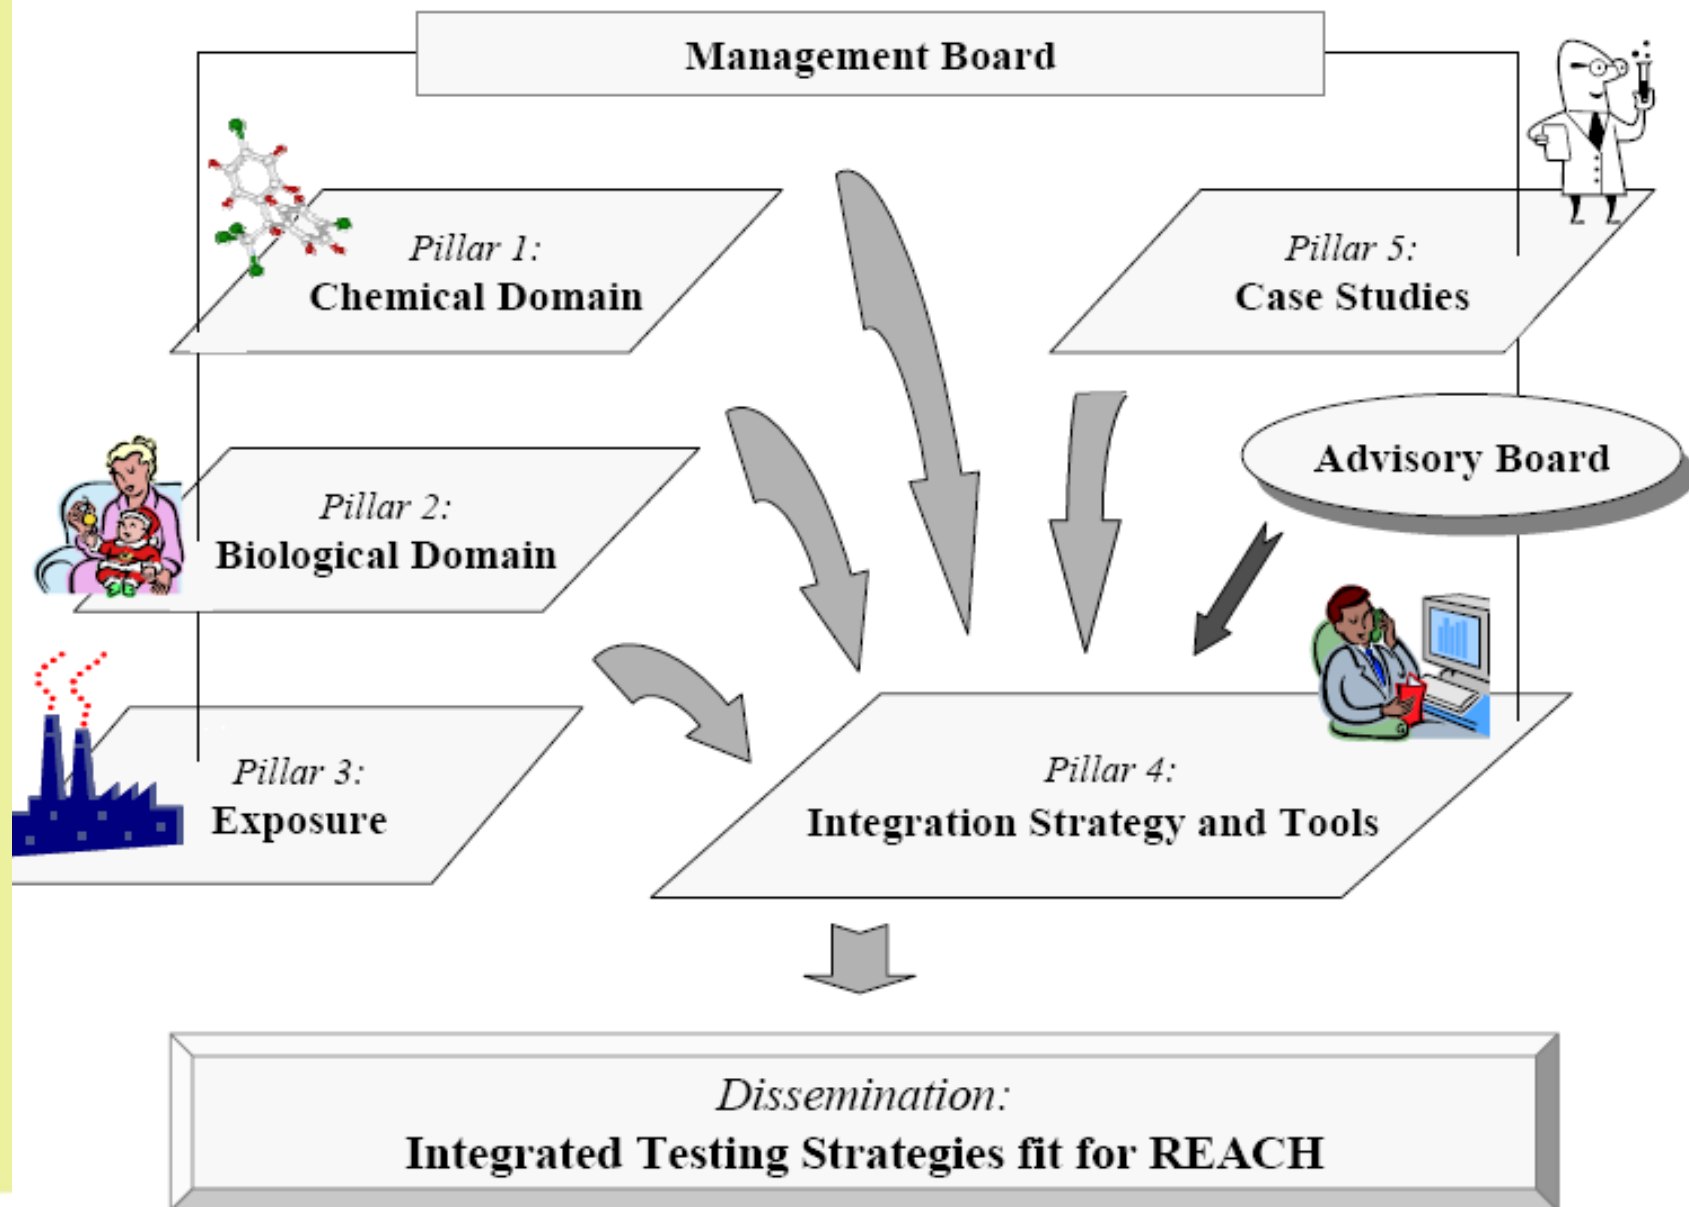 Management Board
Pillar 1:
Chemical Domain
Pillar 5:
Case Studies
Advisory Board
Pillar 2:
Biological Domain
Pillar 3:
Exposure
Pillar 4:
Integration Strategy and Tools
Dissemination:
Integrated Testing Strategies fit for REACH